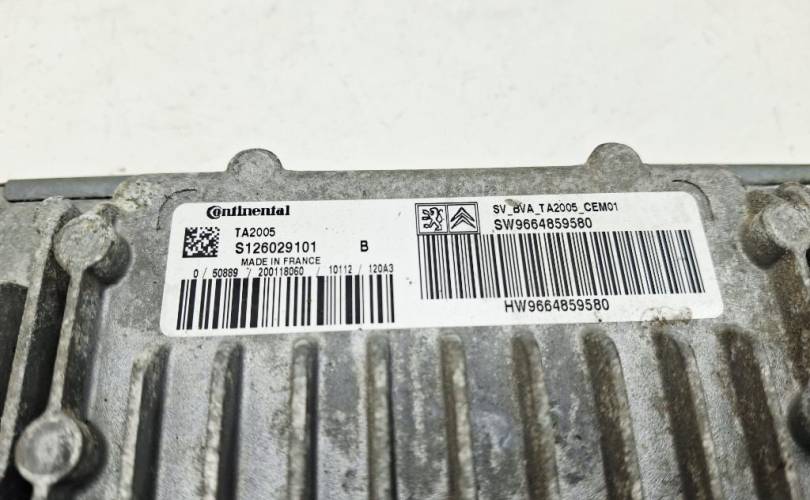 Continental
TA2005
S126029101 B
MADE IN FRANCE
0 / 50889 / 200118060 / 10112 / 120A3
SV_BVA_TA2005_CEM01
SW9664859580
HW9664859580